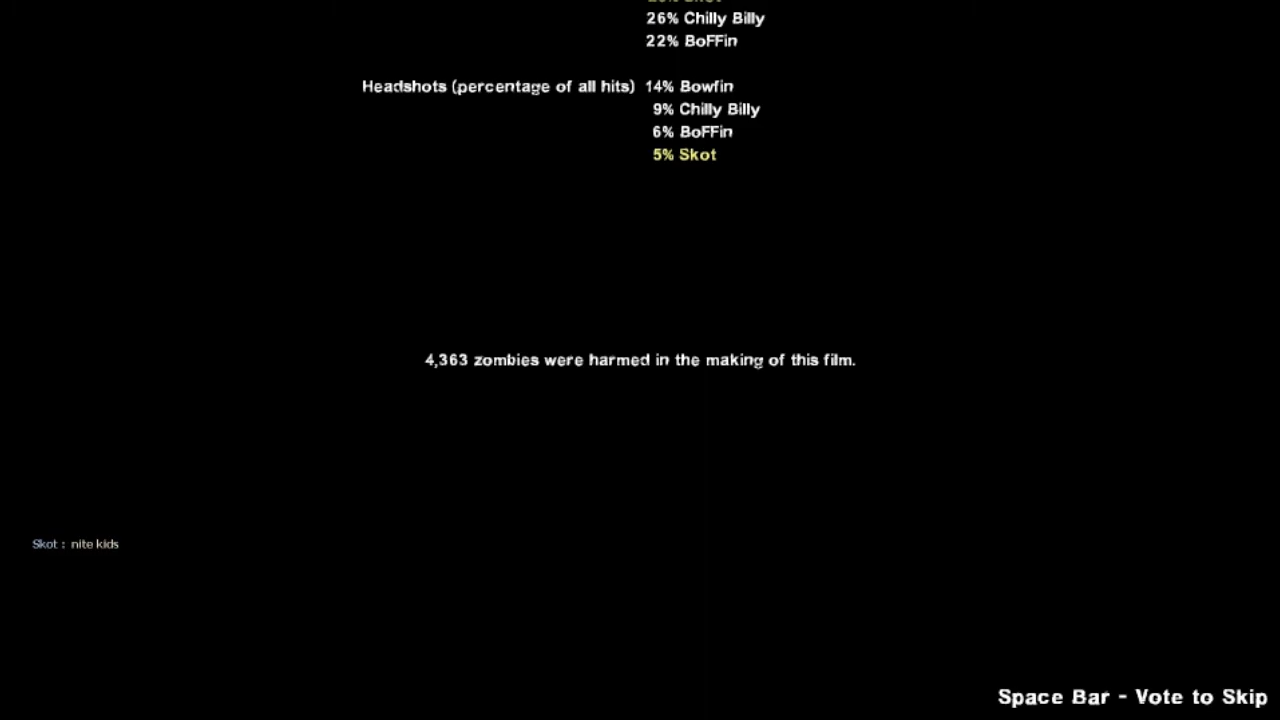 26% Chilly Billy
22% BoFFin
Headshots (percentage of all hits) 14% Bowfin
9% Chilly Billy
6% BoFFin
5% Skot
4,363 zombies were harmed in the making of this film.
Skot : nite kids
Space Bar - Vote to Skip